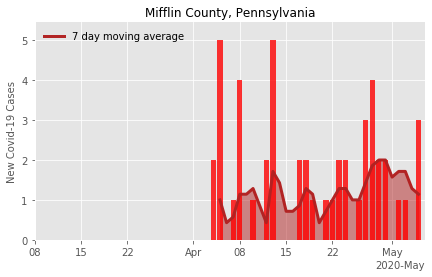 Mifflin County, Pennsylvania
7 day moving average
New Covid-19 Cases
5
4
3
2
1
0
08 15 22 Apr 08 15 22 May
2020-May